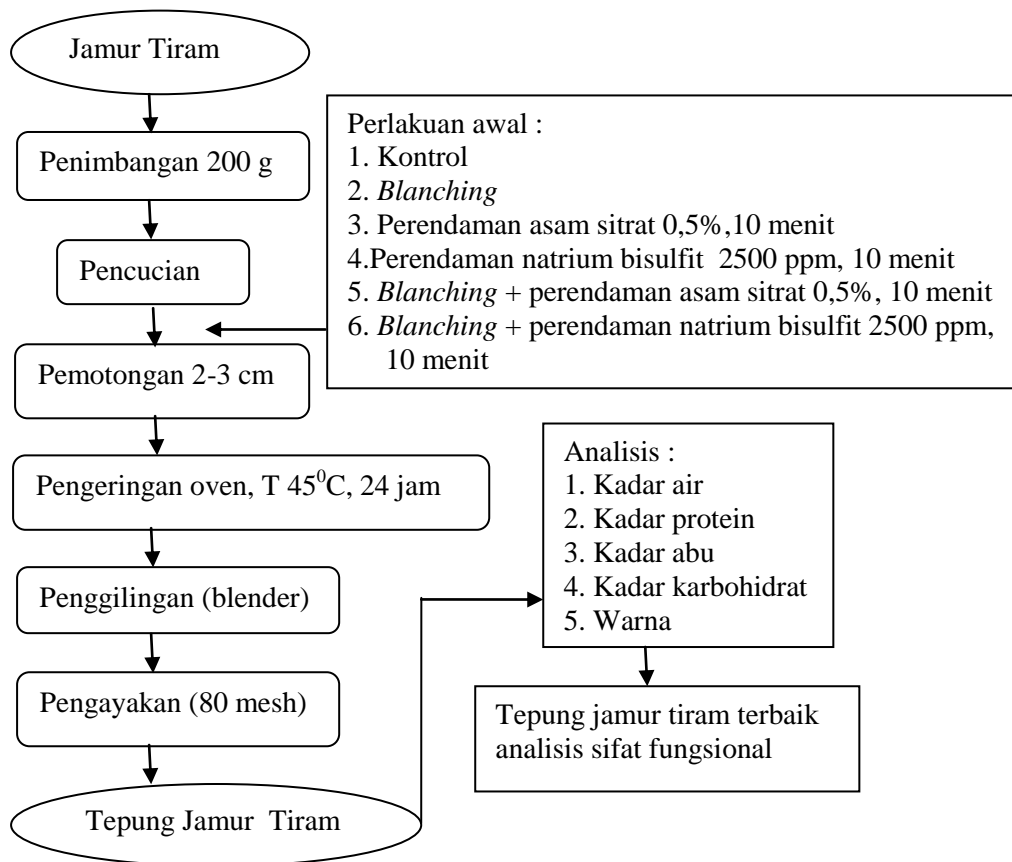 Jamur Tiram
Penimbangan 200 g
Pencucian
Perlakuan awal :
1. Kontrol
2. Blanching
3. Perendaman asam sitrat 0,5%,10 menit
4.Perendaman natrium bisulfit  2500 ppm, 10 menit
5. Blanching + perendaman asam sitrat 0,5%, 10 menit
6. Blanching + perendaman natrium bisulfit 2500 ppm,
10 menit
Pemotongan 2-3 cm
Pengeringan oven, T 45⁰C, 24 jam
Penggilingan (blender)
Pengayakan (80 mesh)
Tepung Jamur  Tiram
Analisis :
1. Kadar air
2. Kadar protein
3. Kadar abu
4. Kadar karbohidrat
5. Warna
Tepung jamur tiram terbaik
analisis sifat fungsional